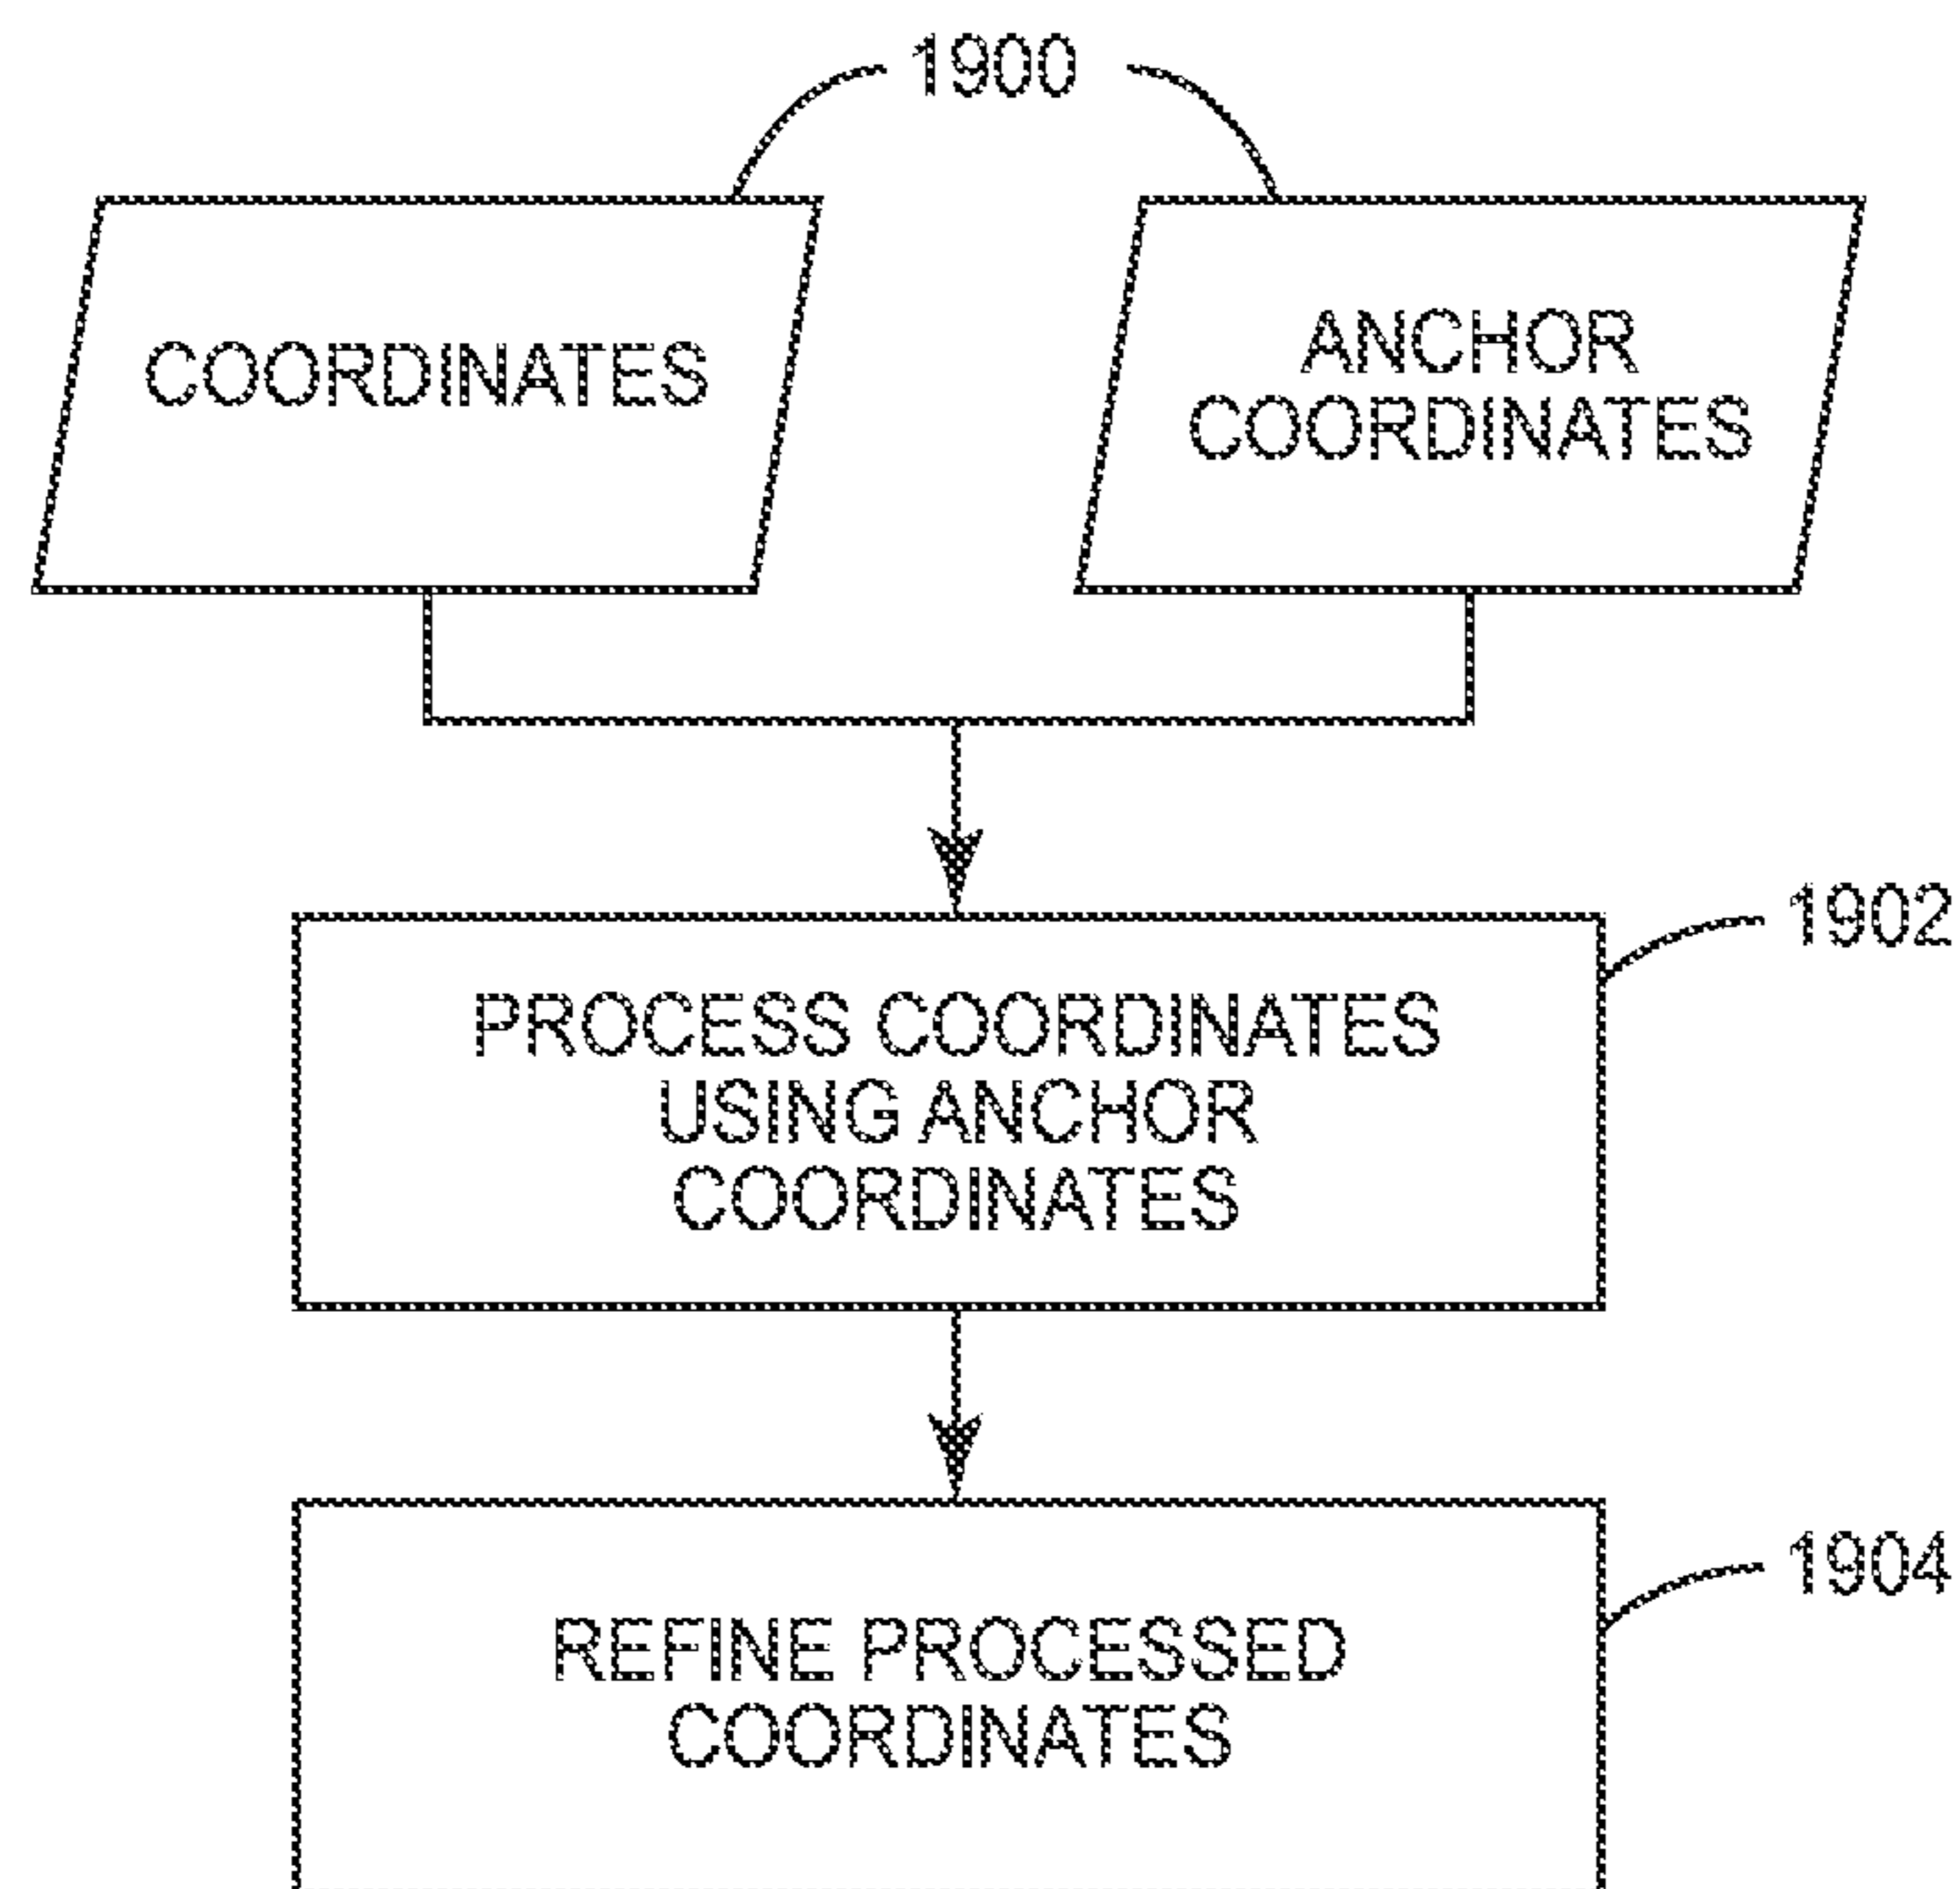 1900
COORDINATES
ANCHOR
COORDINATES
1902
PROCESS COORDINATES
USING ANCHOR
COORDINATES
1904
REFINE PROCESSED
COORDINATES